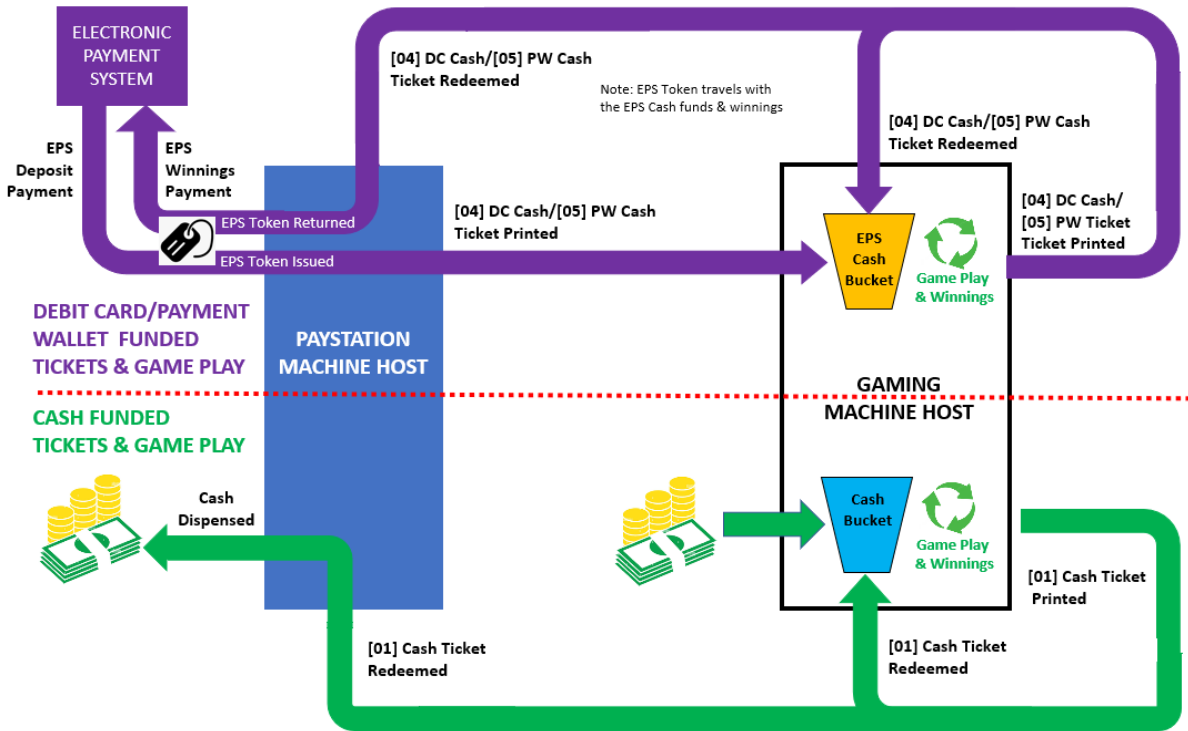 ELECTRONIC
PAYMENT
SYSTEM
[04] DC Cash/[05] PW Cash
Ticket Redeemed
Note: EPS Token travels with
the EPS Cash funds & winnings
[04] DC Cash/[05] PW Cash
Ticket Redeemed
EPS
Deposit
Payment
EPS
Winnings
Payment
EPS Token Returned
EPS Token Issued
[04] DC Cash/[05] PW Cash
Ticket Printed
EPS
Cash
Bucket
Game Play
& Winnings
[04] DC Cash/
[05] PW Ticket
Ticket Printed
DEBIT CARD/PAYMENT
WALLET FUNDED
TICKETS & GAME PLAY
PAYSTATION
MACHINE HOST
GAMING
MACHINE HOST
CASH FUNDED
TICKETS & GAME PLAY
Cash
Dispensed
Cash
Bucket
Game Play
& Winnings
[01] Cash Ticket
Printed
[01] Cash Ticket
Redeemed
[01] Cash Ticket
Redeemed